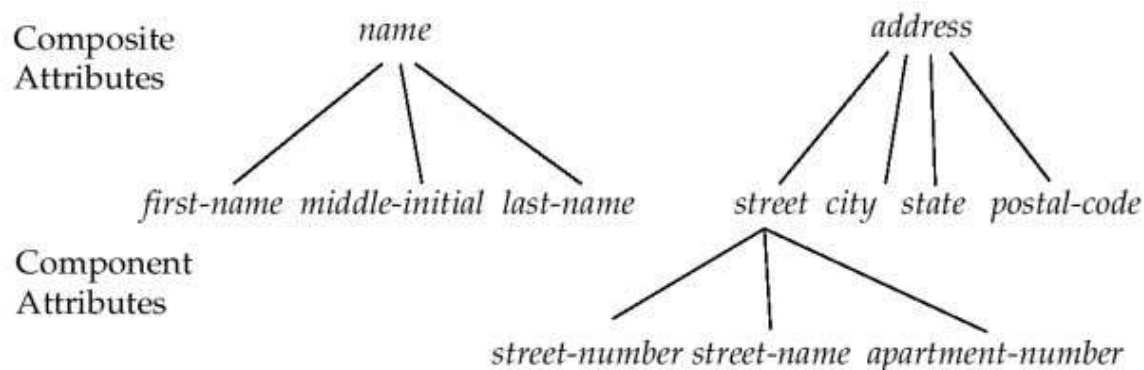 Composite Attributes
name
address
first-name middle-initial last-name
street city state postal-code
Component Attributes
street-number street-name apartment-number